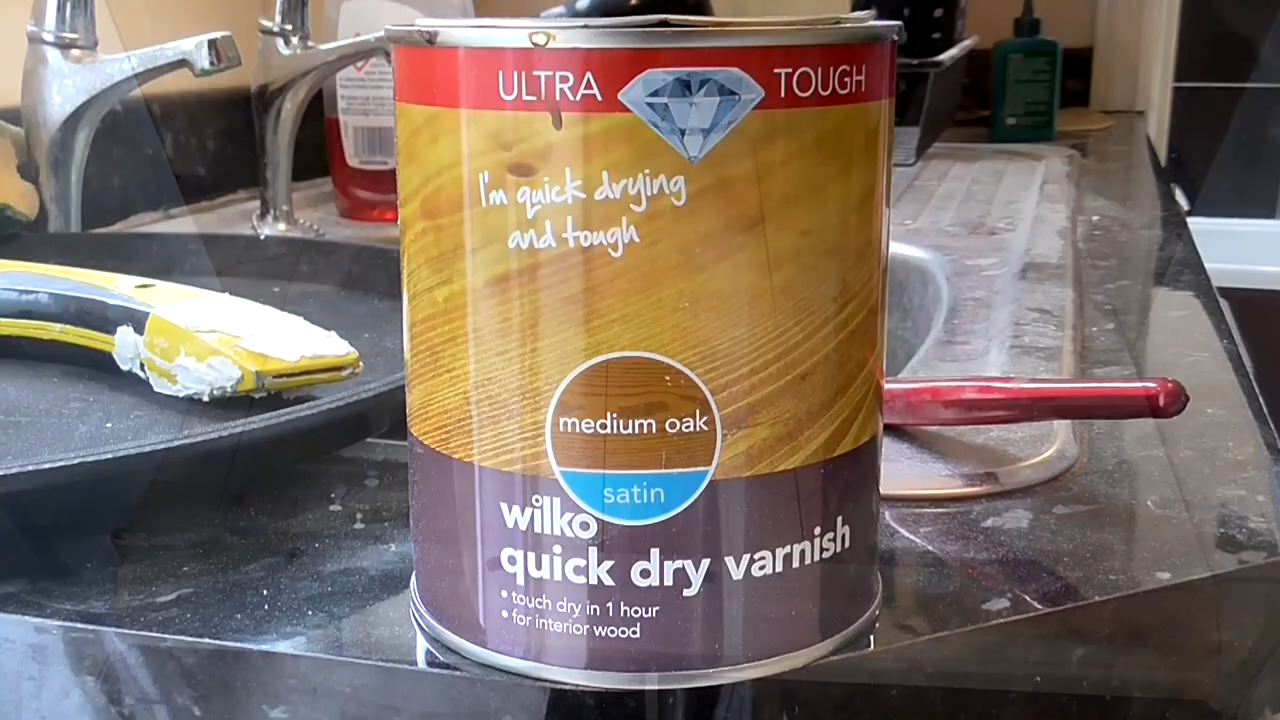 ULTRA TOUGH
I'm quick drying
and tough
medium oak
satin
wilko
quick dry varnish
• touch dry in 1 hour
• for interior wood